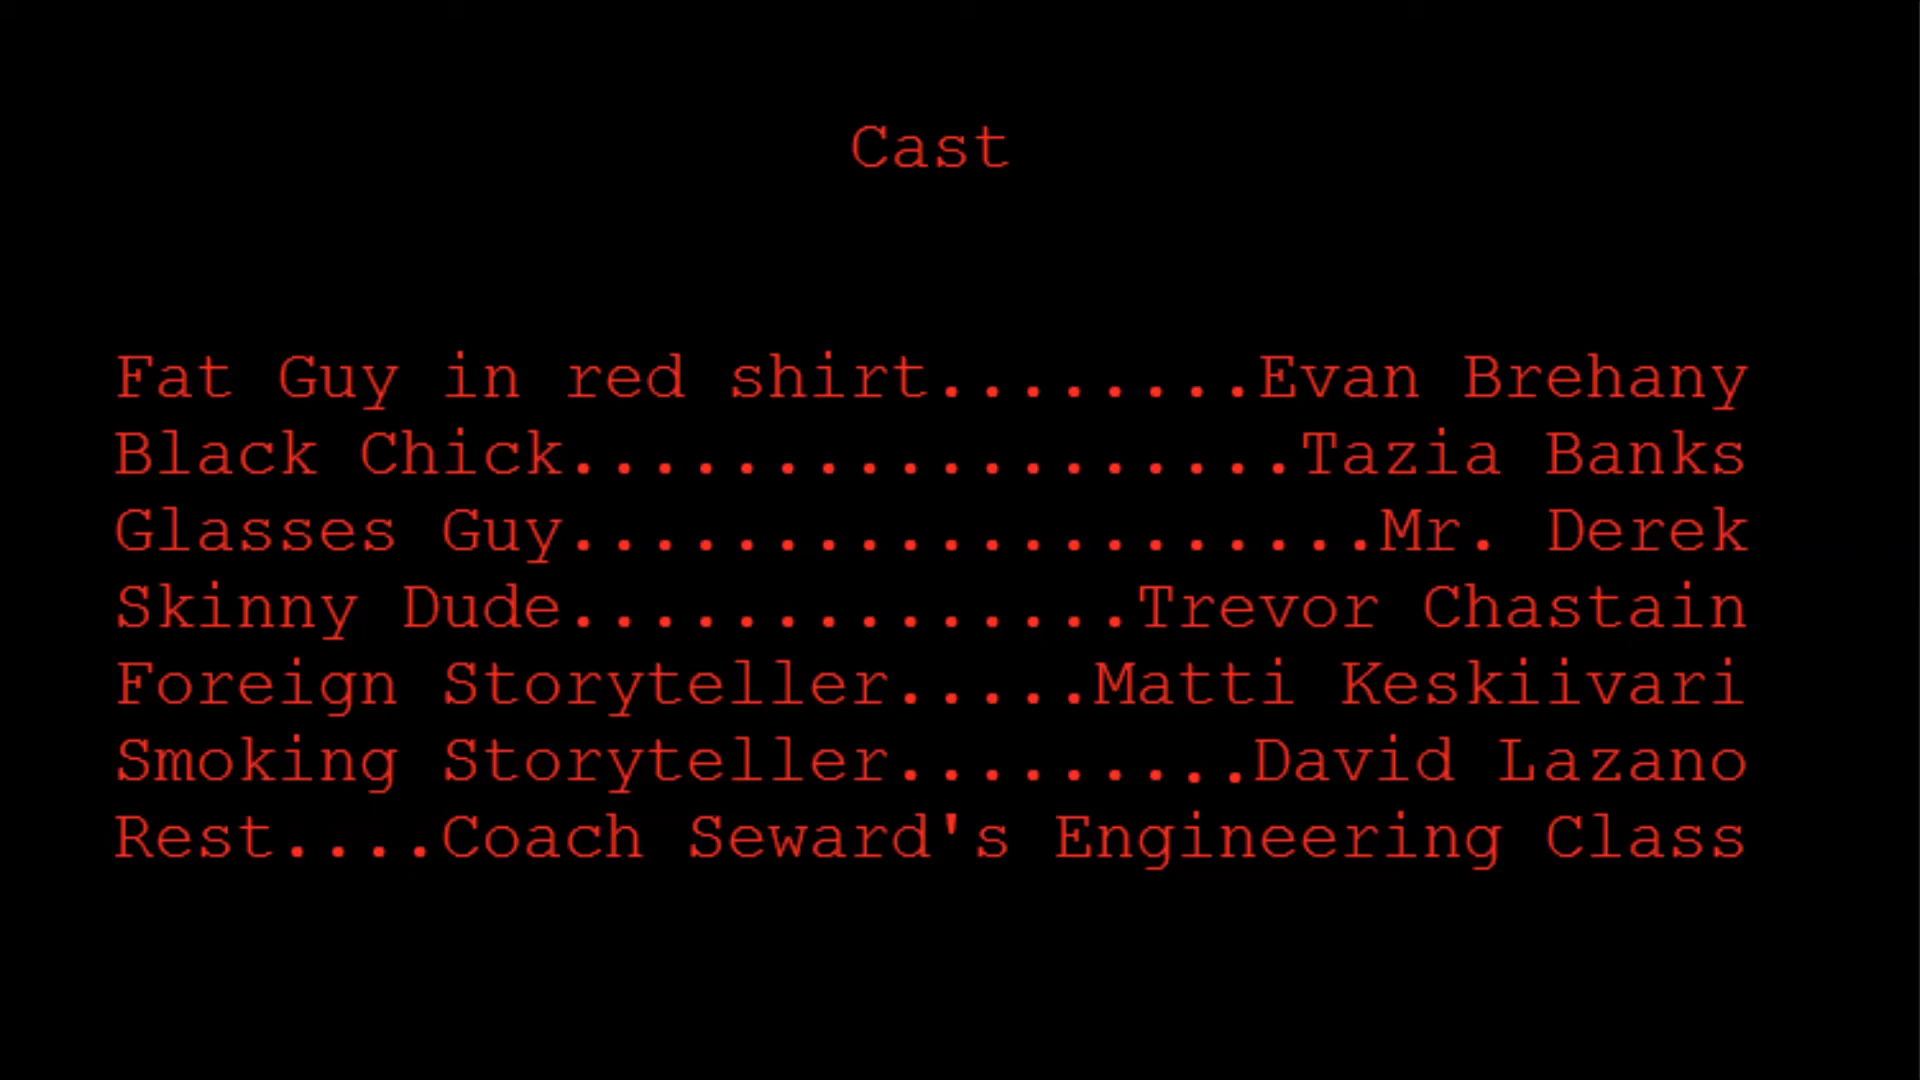 Cast
Fat Guy in red shirt........Evan Brehany
Black Chick..................Tazia Banks
Glasses Guy....................Mr. Derek
Skinny Dude..............Trevor Chastain
Foreign Storyteller.....Matti Keskiivari
Smoking Storyteller.........David Lazano
Rest....Coach Seward's Engineering Class